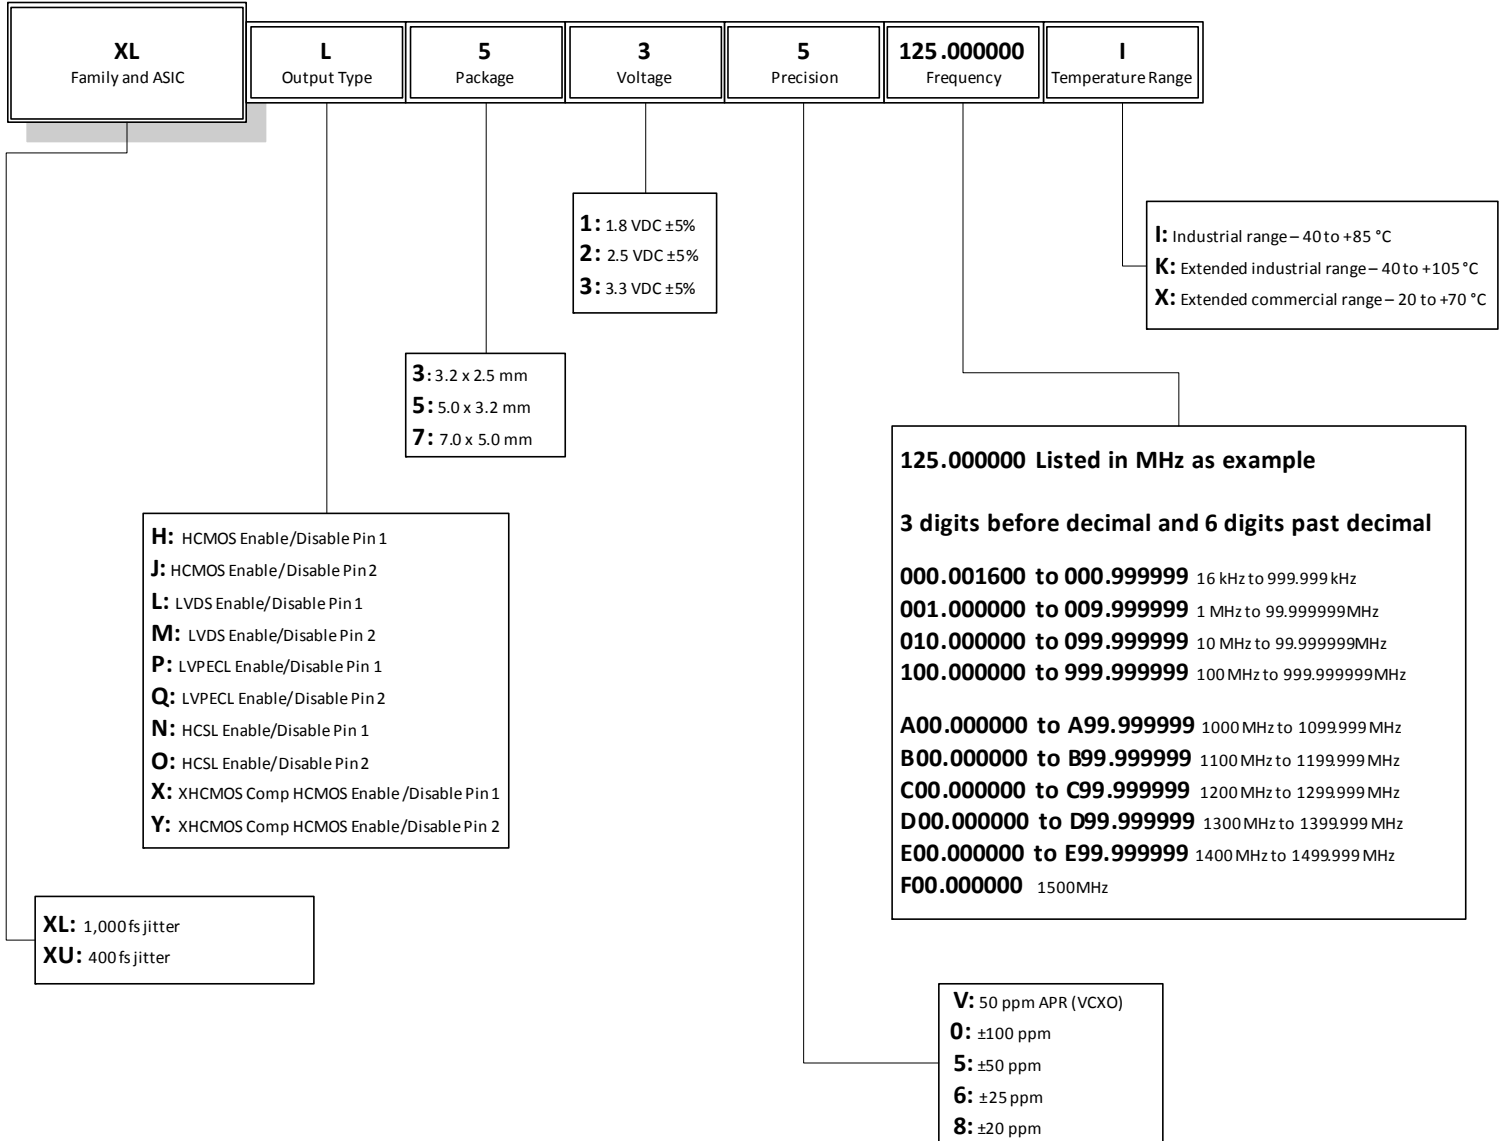 XL
Family and ASIC
L
Output Type
5
Package
3
Voltage
5
Precision
125.000000
Frequency
I
Temperature Range
1: 1.8 VDC ±5%
2: 2.5 VDC ±5%
3: 3.3 VDC ±5%
I: Industrial range – 40 to +85 °C
K: Extended industrial range – 40 to +105 °C
X: Extended commercial range – 20 to +70 °C
3: 3.2 x 2.5 mm
5: 5.0 x 3.2 mm
7: 7.0 x 5.0 mm
125.000000 Listed in MHz as example
3 digits before decimal and 6 digits past decimal
000.001600 to 000.999999 16 kHz to 999.999 kHz
001.000000 to 009.999999 1 MHz to 99.999999MHz
010.000000 to 099.999999 10 MHz to 99.999999MHz
100.000000 to 999.999999 100 MHz to 999.999999MHz
A00.000000 to A99.999999 1000 MHz to 1099.999 MHz
B00.000000 to B99.999999 1100 MHz to 1199.999 MHz
C00.000000 to C99.999999 1200 MHz to 1299.999 MHz
D00.000000 to D99.999999 1300 MHz to 1399.999 MHz
E00.000000 to E99.999999 1400 MHz to 1499.999 MHz
F00.000000 1500MHz
H: HCMOS Enable/Disable Pin 1
J: HCMOS Enable/Disable Pin 2
L: LVDS Enable/Disable Pin 1
M: LVDS Enable/Disable Pin 2
P: LVPECL Enable/Disable Pin 1
Q: LVPECL Enable/Disable Pin 2
N: HCSL Enable/Disable Pin 1
O: HCSL Enable/Disable Pin 2
X: XHCMOS Comp HCMOS Enable/Disable Pin 1
Y: XHCMOS Comp HCMOS Enable/Disable Pin 2
XL: 1,000 fs jitter
XU: 400 fs jitter
V: 50 ppm APR (VCXO)
0: ±100 ppm
5: ±50 ppm
6: ±25 ppm
8: ±20 ppm